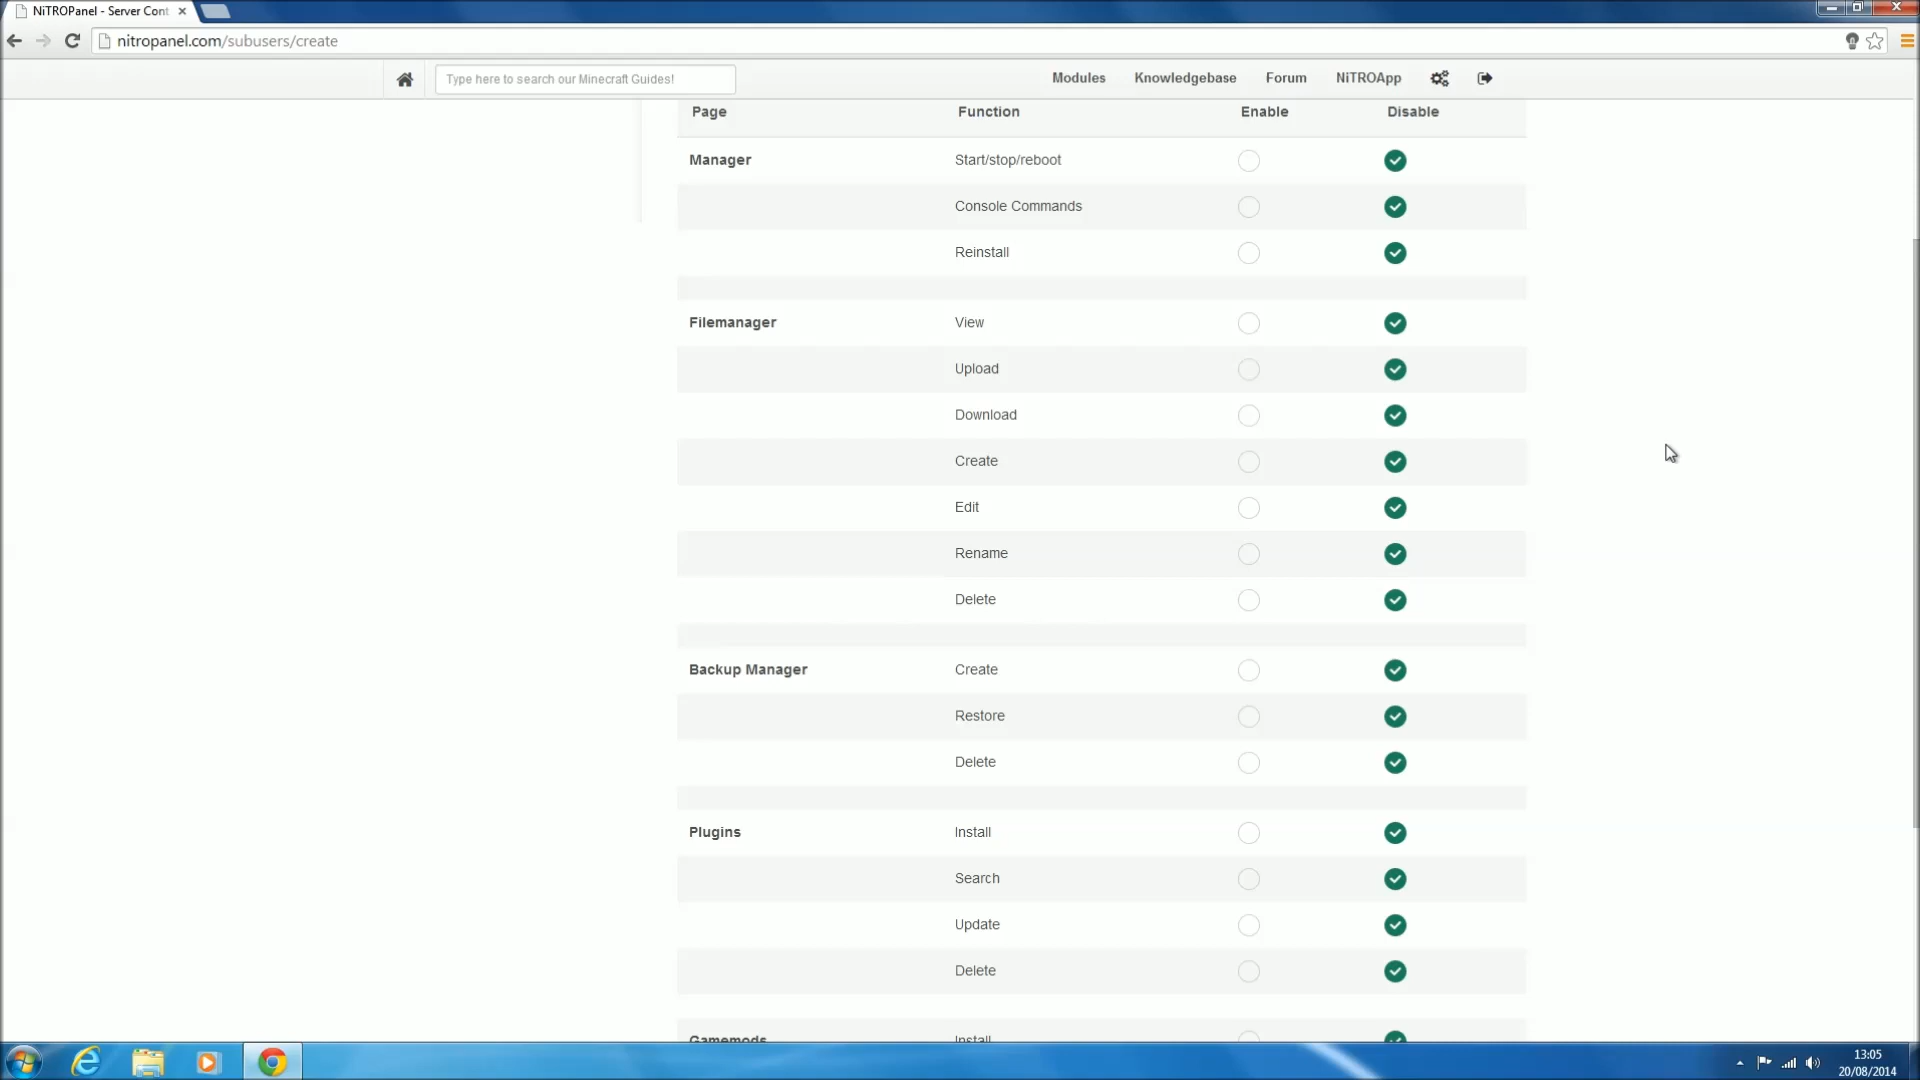 NiTROPanel - Server Cont
nitropanel.com/subusers/create
Type here to search our Minecraft Guides!
Modules Knowledgebase Forum NiTROApp
Page Function Enable Disable
Manager Start/stop/reboot
Console Commands
Reinstall
Filemanager View
Upload
Download
Create
Edit
Rename
Delete
Backup Manager Create
Restore
Delete
Plugins Install
Search
Update
Delete
Gamemods Install
13:05
20/08/2014